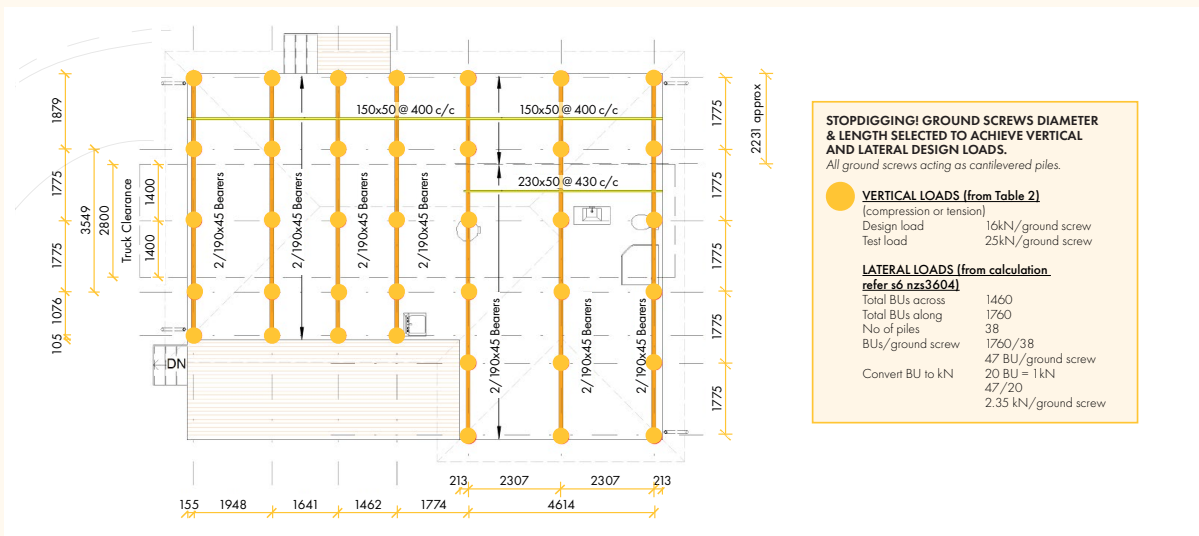 150x50 @ 400 c/c
150x50 @ 400 c/c
230x50 @ 430 c/c
1879
1775
1775
1076
105
3549
2800
Truck Clearance
1400
1400
2/190x45 Bearers
2/190x45 Bearers
2/190x45 Bearers
2/190x45 Bearers
2/190x45 Bearers
2/190x45 Bearers
2/190x45 Bearers
DN
1775
1775
1775
1775
1775
2231 approx
213
2307
2307
213
155
1948
1641
1462
1774
4614
STOPDIGGING! GROUND SCREWS DIAMETER
& LENGTH SELECTED TO ACHIEVE VERTICAL
AND LATERAL DESIGN LOADS.
All ground screws acting as cantilevered piles.
VERTICAL LOADS (from Table 2)
(compression or tension)
Design load 16kN/ground screw
Test load 25kN/ground screw
LATERAL LOADS (from calculation
refer s6 nzs3604)
Total BUs across 1460
Total BUs along 1760
No of piles 38
BUs/ground screw 1760/38
47 BU/ground screw
Convert BU to kN 20 BU = 1kN
47/20
2.35 kN/ground screw